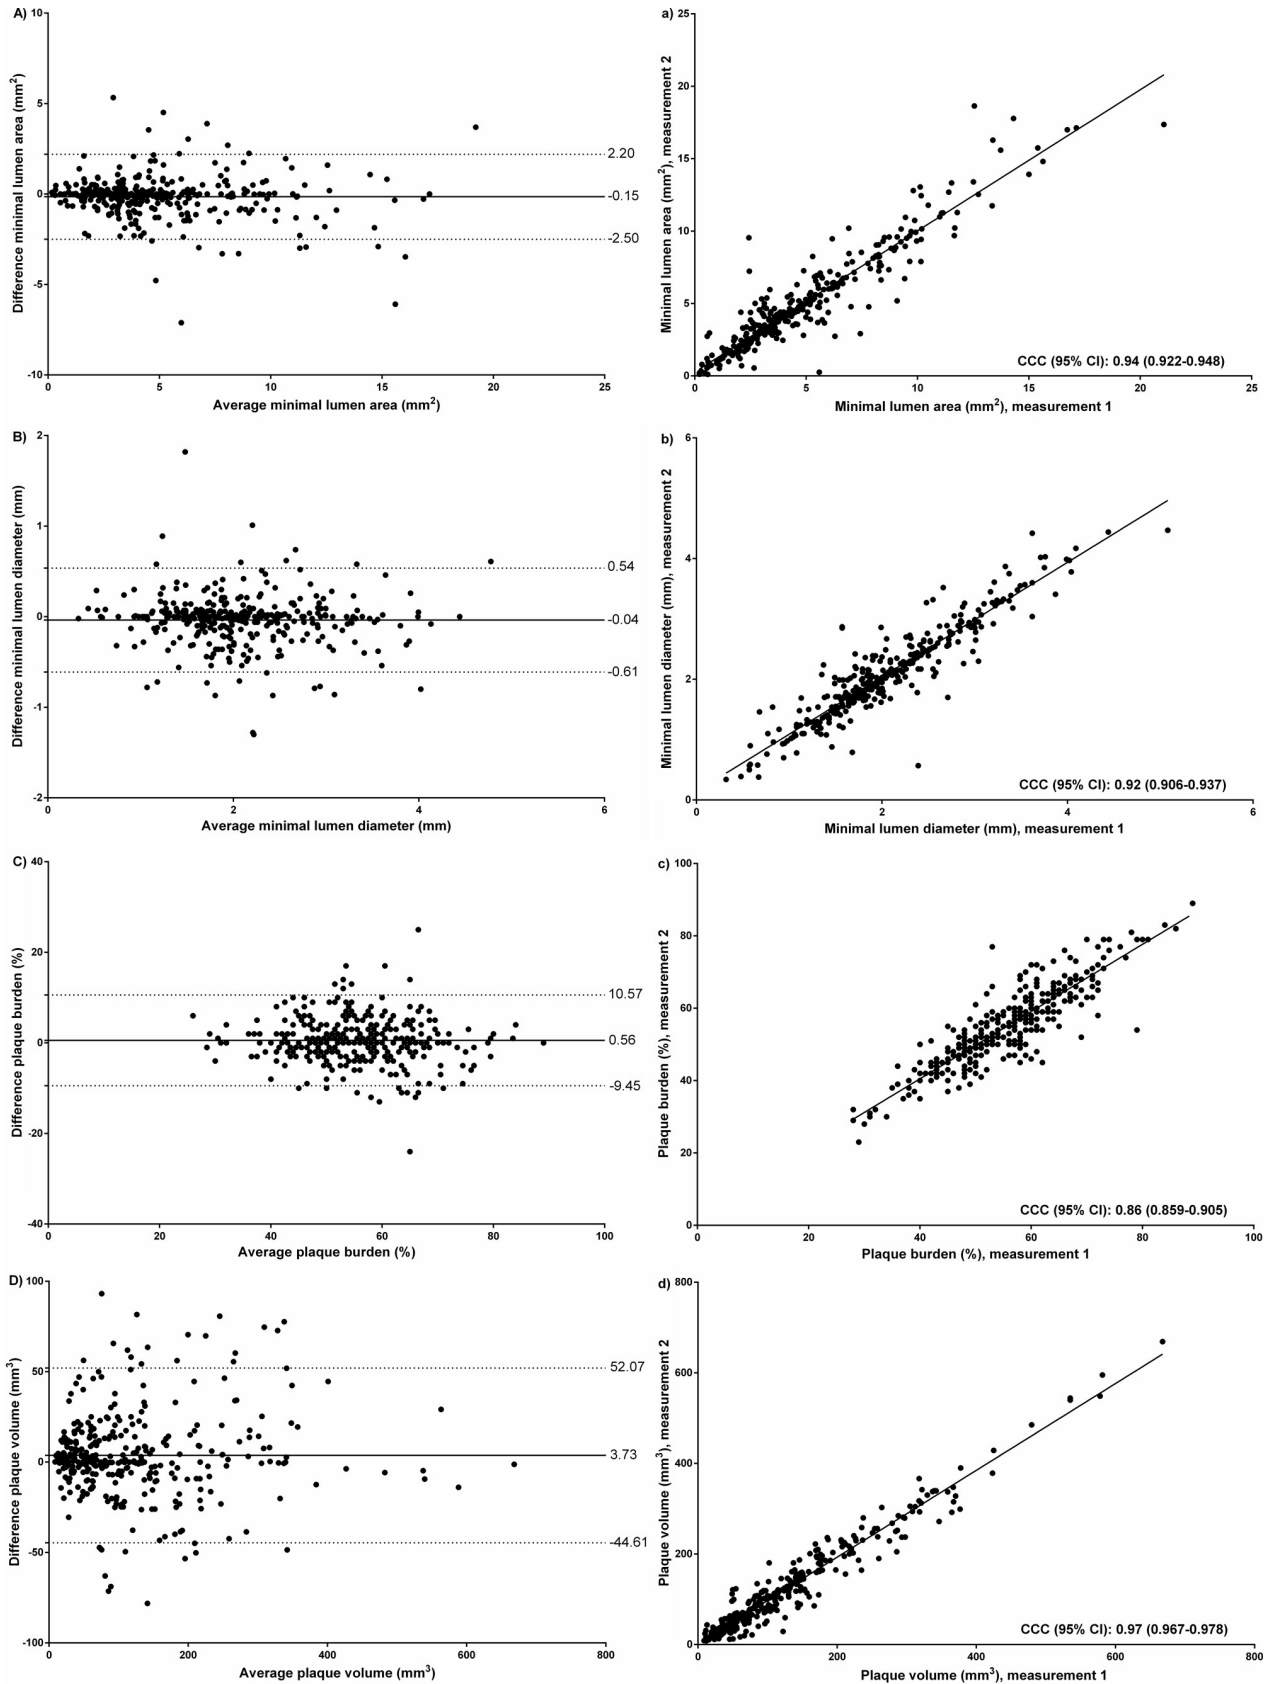 A)
10
5
0
-5
-10
Difference minimal lumen area (mm²)
2.20
-0.15
-2.50
0 5 10 15 20 25
Average minimal lumen area (mm²)
a)
25
20
15
10
5
0
Minimal lumen area (mm²), measurement 2
CCC (95% CI): 0.94 (0.922-0.948)
0 5 10 15 20 25
Minimal lumen area (mm²), measurement 1
B)
2
1
0
-1
-2
Difference minimal lumen diameter (mm)
0.54
-0.04
-0.61
0 2 4 6
Average minimal lumen diameter (mm)
b)
6
4
2
0
Minimal lumen diameter (mm), measurement 2
CCC (95% CI): 0.92 (0.906-0.937)
0 2 4 6
Minimal lumen diameter (mm), measurement 1
C)
40
20
0
-20
-40
Difference plaque burden (%)
10.57
0.56
-9.45
0 20 40 60 80 100
Average plaque burden (%)
c)
100
80
60
40
20
0
Plaque burden (%), measurement 2
CCC (95% CI): 0.86 (0.859-0.905)
0 20 40 60 80 100
Plaque burden (%), measurement 1
D)
100
50
0
-50
-100
Difference plaque volume (mm³)
52.07
3.73
-44.61
0 200 400 600 800
Average plaque volume (mm³)
d)
800
600
400
200
0
Plaque volume (mm³), measurement 2
CCC (95% CI): 0.97 (0.967-0.978)
0 200 400 600 800
Plaque volume (mm³), measurement 1